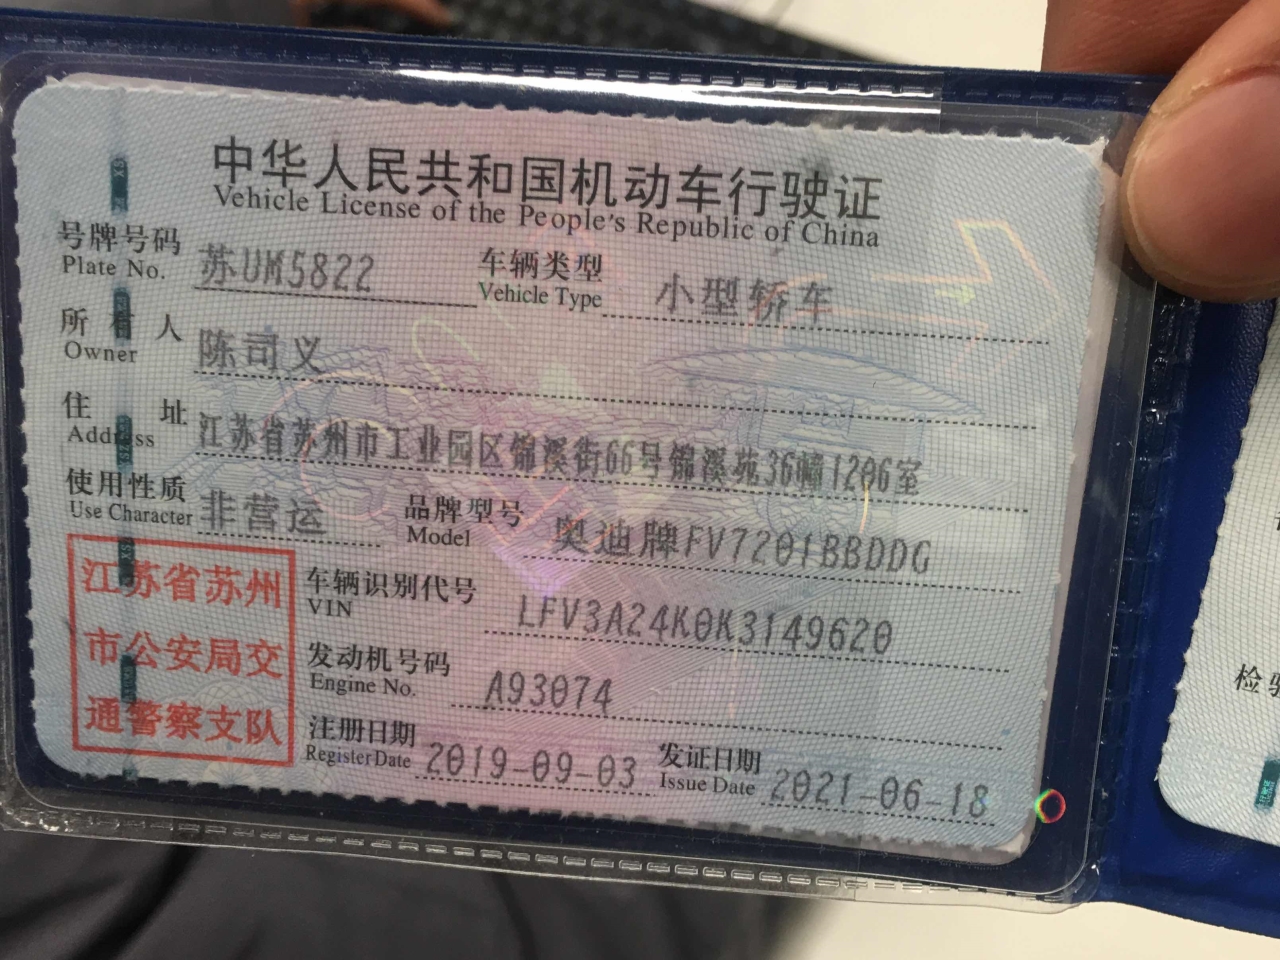 中华人民共和国机动车行驶证
Vehicle License of the People's Republic of China
号牌号码 苏UM5822 车辆类型 小型轿车
Plate No. Vehicle Type
所有人 陈司义
Owner
住址 江苏省苏州市工业园区锦溪街66号锦溪苑36幢1206室
Address
使用性质 非营运 品牌型号 奥迪牌FV7201BBDDG
Use Character Model
江苏省苏州
市公安局交
通警察支队
车辆识别代号 LFV3A24K0K3149620
VIN
发动机号码 A93074
Engine No.
注册日期 2019-09-03 发证日期 2021-06-18
Register Date Issue Date
检